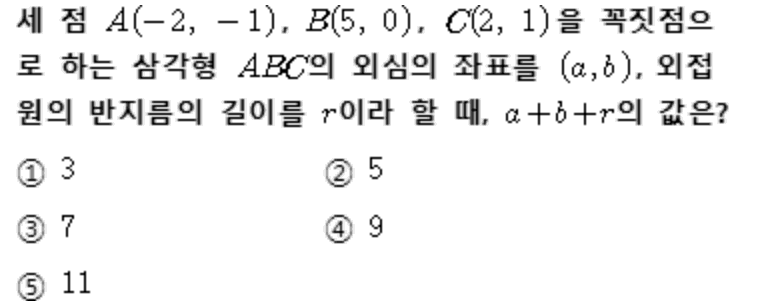 세 점 A(−2, −1), B(5, 0), C(2, 1)을 꼭짓점으
로 하는 삼각형 ABC의 외심의 좌표를 (a,b), 외접
원의 반지름의 길이를 r이라 할 때, a+b+r의 값은?
① 3 ② 5
③ 7 ④ 9
⑤ 11